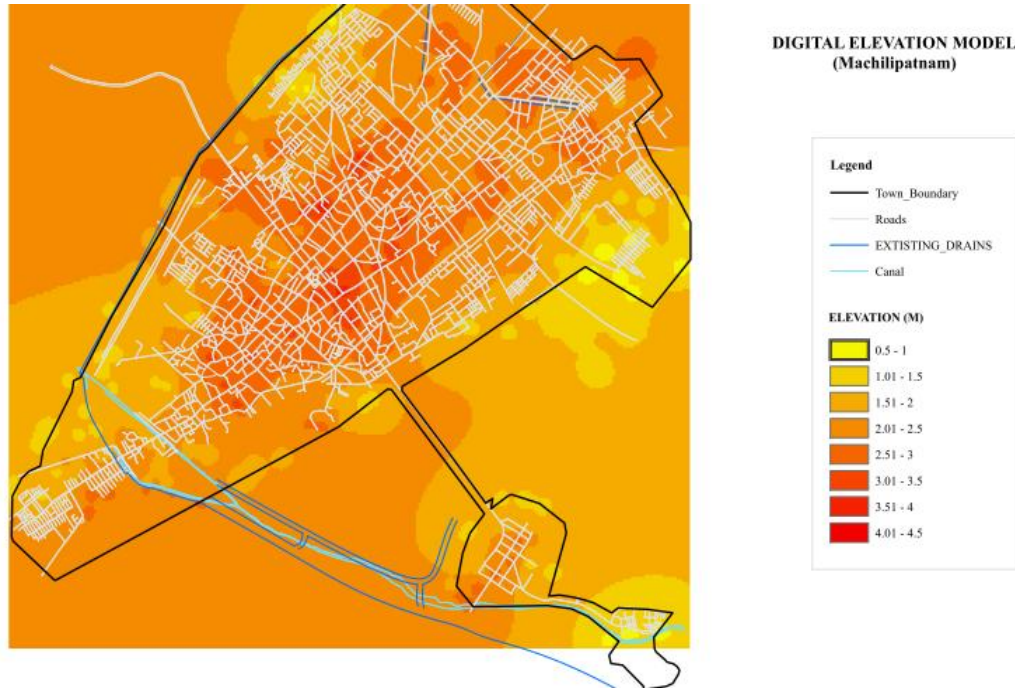 DIGITAL ELEVATION MODEL
(Machilipatnam)
Legend
Town_Boundary
Roads
EXTISTING_DRAINS
Canal
ELEVATION (M)
0.5 - 1
1.01 - 1.5
1.51 - 2
2.01 - 2.5
2.51 - 3
3.01 - 3.5
3.51 - 4
4.01 - 4.5